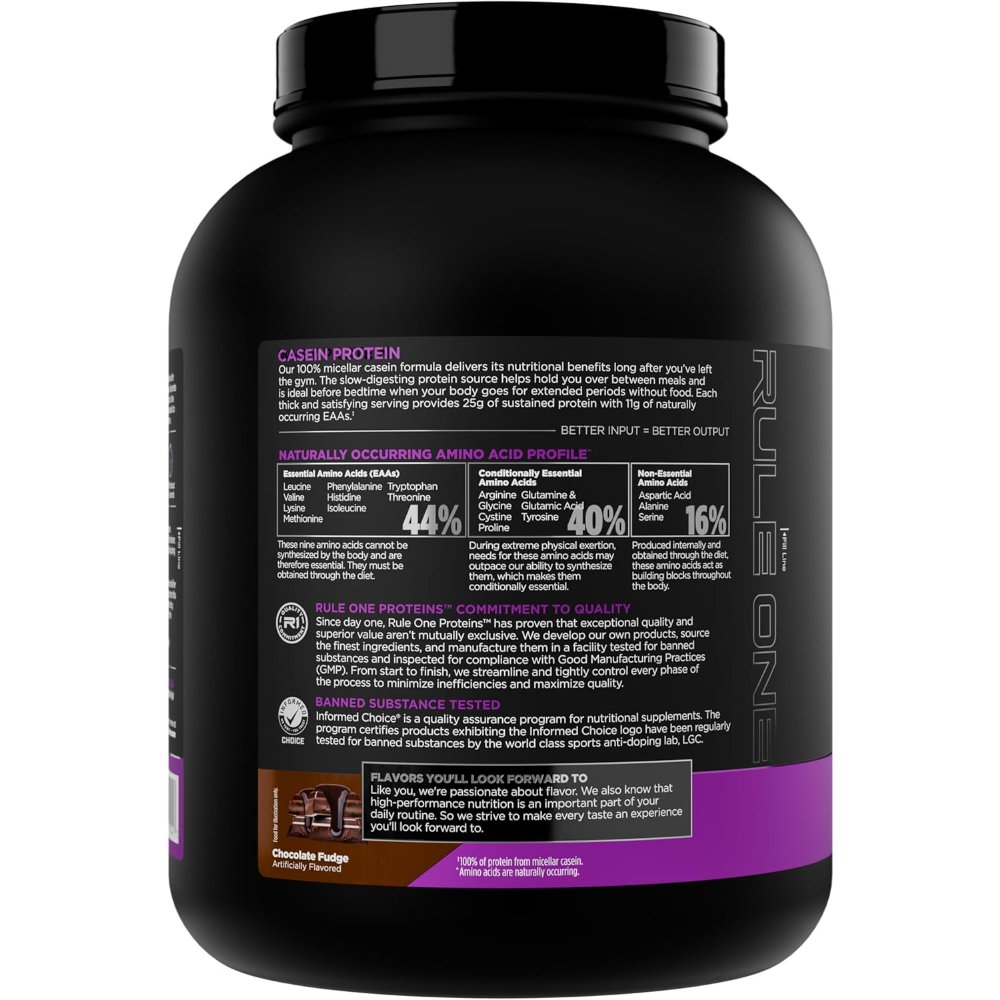 CASEIN PROTEIN
Our 100% micellar casein formula delivers its nutritional benefits long after you've left
the gym. The slow-digesting protein source helps hold you over between meals and
is ideal before bedtime when your body goes for extended periods without food. Each
thick and satisfying serving provides 25g of sustained protein with 11g of naturally
occurring EAAs.¹
BETTER INPUT = BETTER OUTPUT
NATURALLY OCCURRING AMINO ACID PROFILE*
Essential Amino Acids (EAAs)
Leucine Phenylalanine Tryptophan
Valine Histidine Threonine
Lysine Isoleucine
Methionine
44%
These nine amino acids cannot be
synthesized by the body and are
therefore essential. They must be
obtained through the diet.
Conditionally Essential
Amino Acids
Arginine Glutamine &
Glycine Glutamic Acid
Cystine Tyrosine
Proline
40%
During extreme physical exertion,
needs for these amino acids may
outpace our ability to synthesize
them, which makes them
conditionally essential.
Non-Essential
Amino Acids
Aspartic Acid
Alanine
Serine
16%
Produced internally and
obtained through the diet,
these amino acids act as
building blocks throughout
the body.
QUALITY
R1
COMMITMENT
RULE ONE PROTEINS™ COMMITMENT TO QUALITY
Since day one, Rule One Proteins™ has proven that exceptional quality and
superior value aren't mutually exclusive. We develop our own products, source
the finest ingredients, and manufacture them in a facility tested for banned
substances and inspected for compliance with Good Manufacturing Practices
(GMP). From start to finish, we streamline and tightly control every phase of
the process to minimize inefficiencies and maximize quality.
INFORMED
CHOICE
BANNED SUBSTANCE TESTED
Informed Choice® is a quality assurance program for nutritional supplements. The
program certifies products exhibiting the Informed Choice logo have been regularly
tested for banned substances by the world class sports anti-doping lab, LGC.
FLAVORS YOU'LL LOOK FORWARD TO
Like you, we're passionate about flavor. We also know that
high-performance nutrition is an important part of your
daily routine. So we strive to make every taste an experience
you'll look forward to.
Food for illustration only.
Chocolate Fudge
Artificially Flavored
¹100% of protein from micellar casein.
*Amino acids are naturally occurring.
RULE ONE
Fill Line
Fill Line